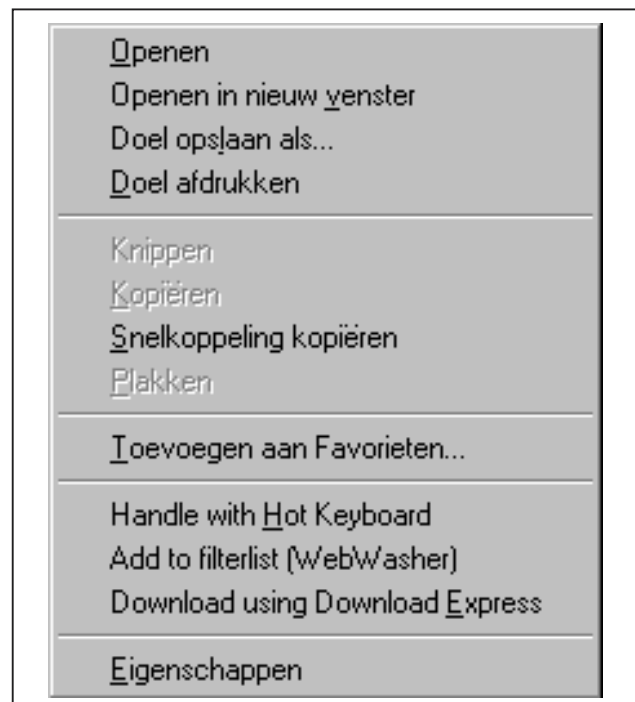 Openen
Openen in nieuw venster
Doel opslaan als...
Doel afdrukken
Knippen
Kopiëren
Snelkoppeling kopiëren
Plakken
Toevoegen aan Favorieten...
Handle with Hot Keyboard
Add to filterlist (WebWasher)
Download using Download Express
Eigenschappen